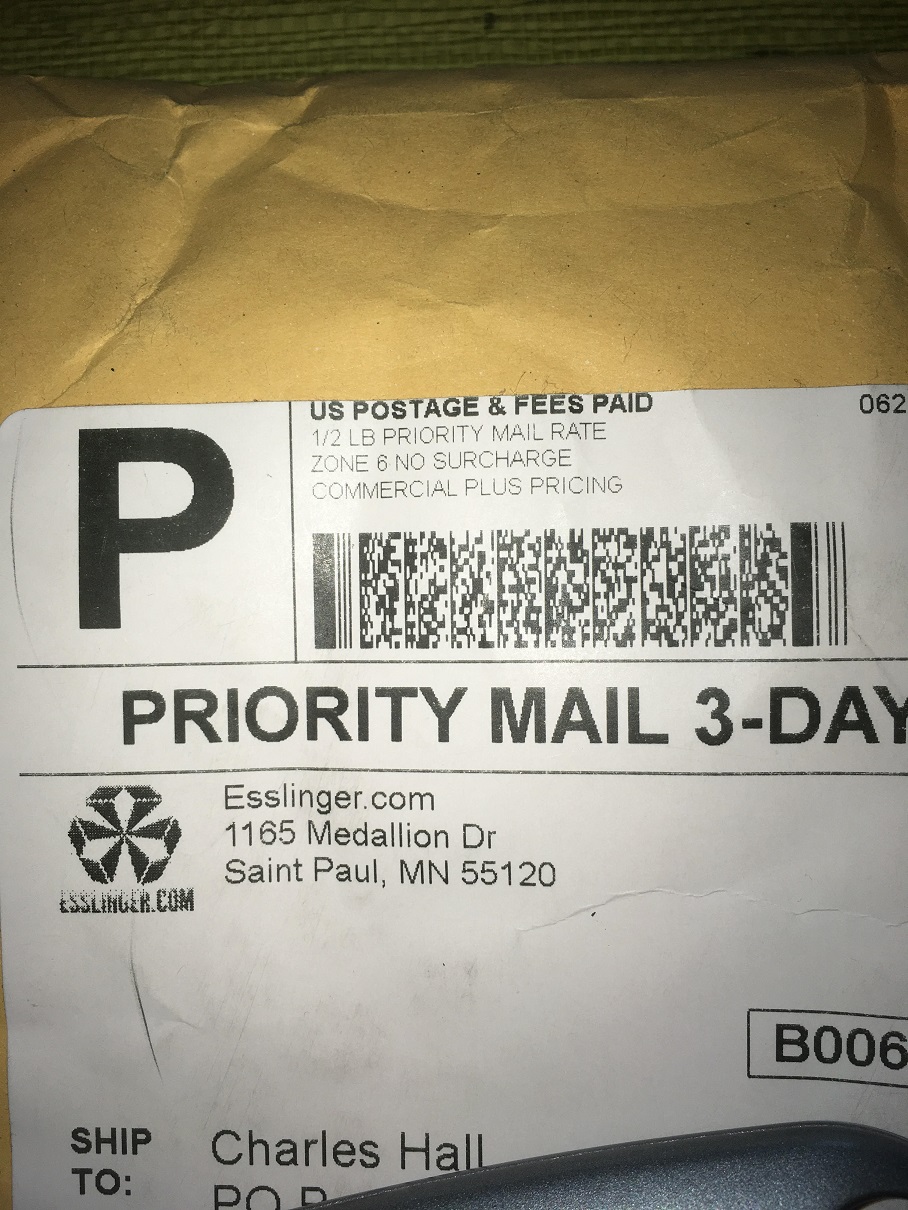 US POSTAGE & FEES PAID
062
1/2 LB PRIORITY MAIL RATE
ZONE 6 NO SURCHARGE
COMMERCIAL PLUS PRICING
P
PRIORITY MAIL 3-DAY
Esslinger.com
1165 Medallion Dr
Saint Paul, MN 55120
ESSLINGER.COM
B006
SHIP TO:
Charles Hall
PO